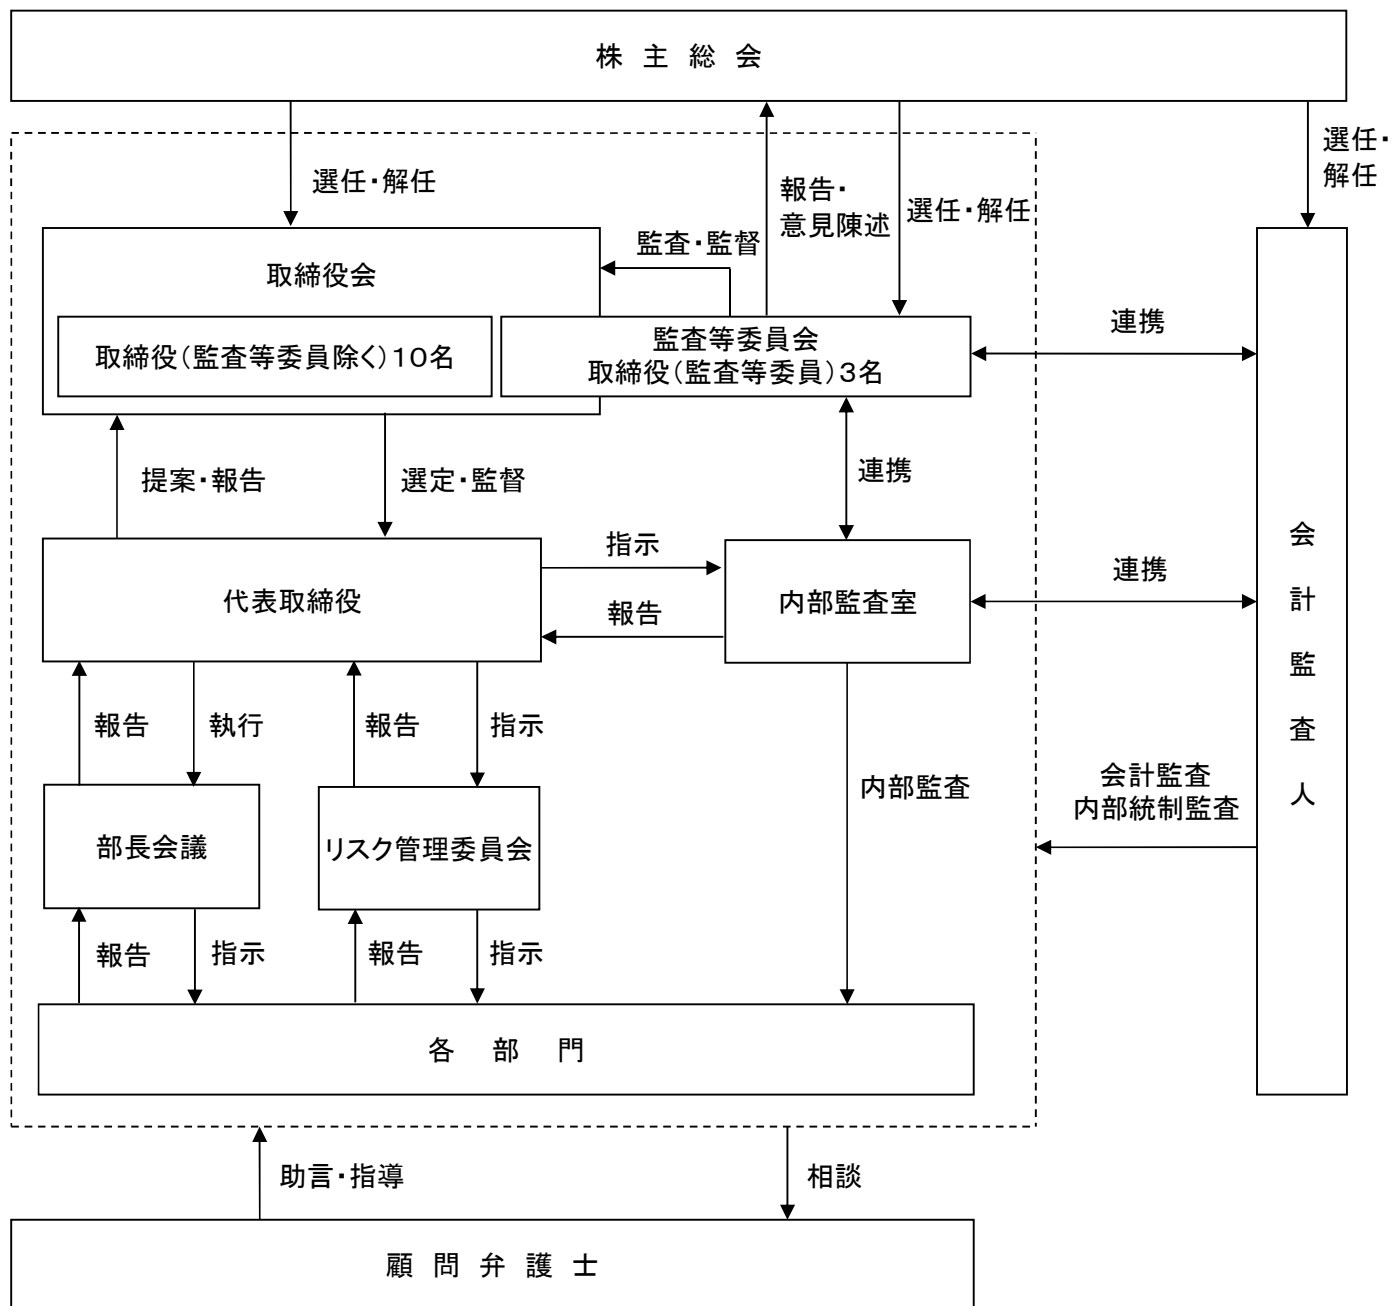 株主総会
選任・解任
報告・
意見陳述
選任・解任
選任・
解任
監査・監督
取締役会
取締役(監査等委員除く)10名
監査等委員会
取締役(監査等委員)3名
連携
提案・報告
選定・監督
連携
指示
連携
代表取締役
内部監査室
報告
会計監査人
報告
執行
報告
指示
内部監査
会計監査
内部統制監査
部長会議
リスク管理委員会
報告
指示
報告
指示
各部門
助言・指導
相談
顧問弁護士